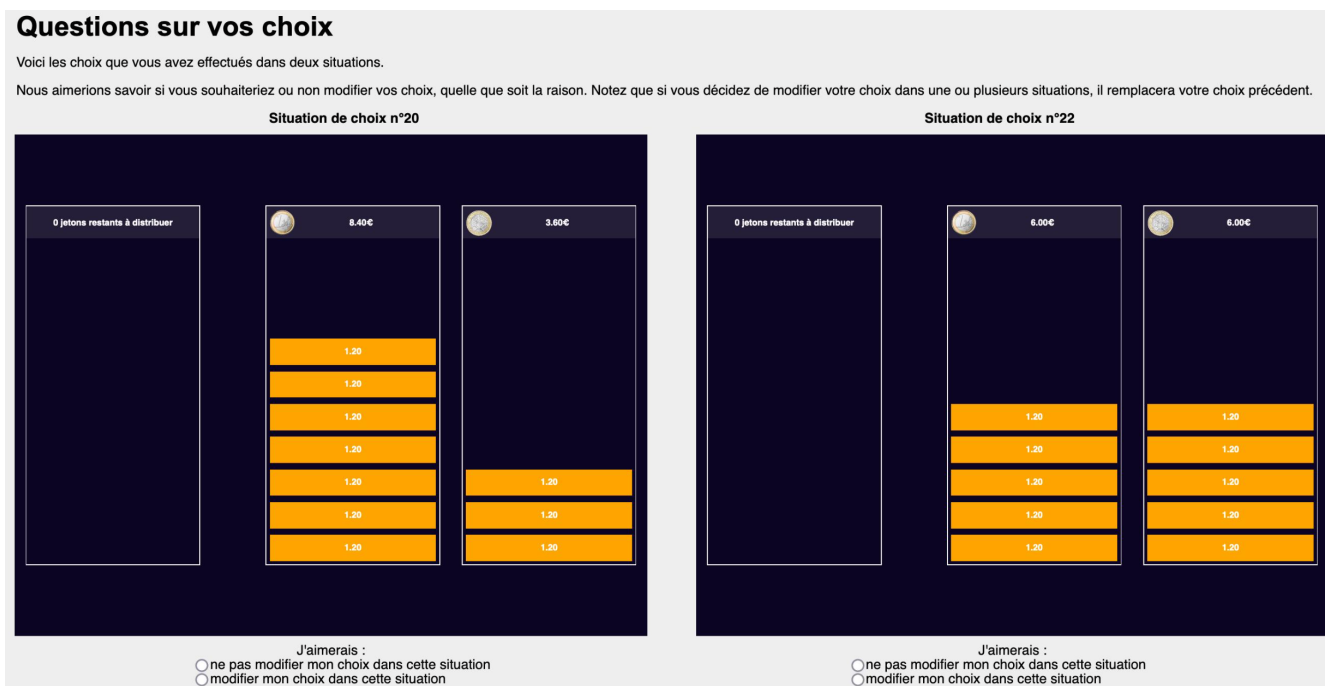 Questions sur vos choix
Voici les choix que vous avez effectués dans deux situations.
Nous aimerions savoir si vous souhaiteriez ou non modifier vos choix, quelle que soit la raison. Notez que si vous décidez de modifier votre choix dans une ou plusieurs situations, il remplacera votre choix précédent.
Situation de choix n°20
0 jetons restants à distribuer
8.40€
3.60€
1.20
1.20
1.20
1.20
1.20 1.20
1.20 1.20
1.20 1.20
J'aimerais :
ne pas modifier mon choix dans cette situation
modifier mon choix dans cette situation
Situation de choix n°22
0 jetons restants à distribuer
6.00€
6.00€
1.20 1.20
1.20 1.20
1.20 1.20
1.20 1.20
1.20 1.20
J'aimerais :
ne pas modifier mon choix dans cette situation
modifier mon choix dans cette situation